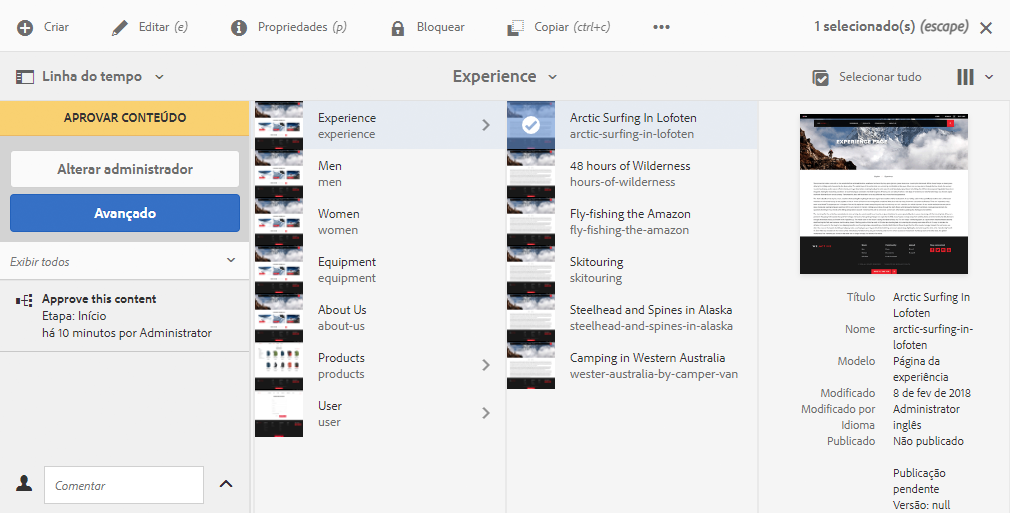 Criar
Editar (e)
Propriedades (p)
Bloquear
Copiar (ctrl+c)
1 selecionado(s) (escape)
Linha do tempo
Experience
Selecionar tudo
APROVAR CONTEÚDO
Alterar administrador
Avançado
Exibir todos
Approve this content
Etapa: Início
há 10 minutos por Administrator
Comentar
Experience
experience
Men
men
Women
women
Equipment
equipment
About Us
about-us
Products
products
User
user
Arctic Surfing In Lofoten
arctic-surfing-in-lofoten
48 hours of Wilderness
hours-of-wilderness
Fly-fishing the Amazon
fly-fishing-the-amazon
Skitouring
skitouring
Steelhead and Spines in Alaska
steelhead-and-spines-in-alaska
Camping in Western Australia
wester-australia-by-camper-van
EXPERIENCE PAGE
Título Arctic Surfing In
Lofoten
Nome arctic-surfing-in-
lofoten
Modelo Página da
experiência
Modificado 8 de fev de 2018
Modificado por Administrator
Idioma inglês
Publicado Não publicado
Publicação
pendente
Versão: null